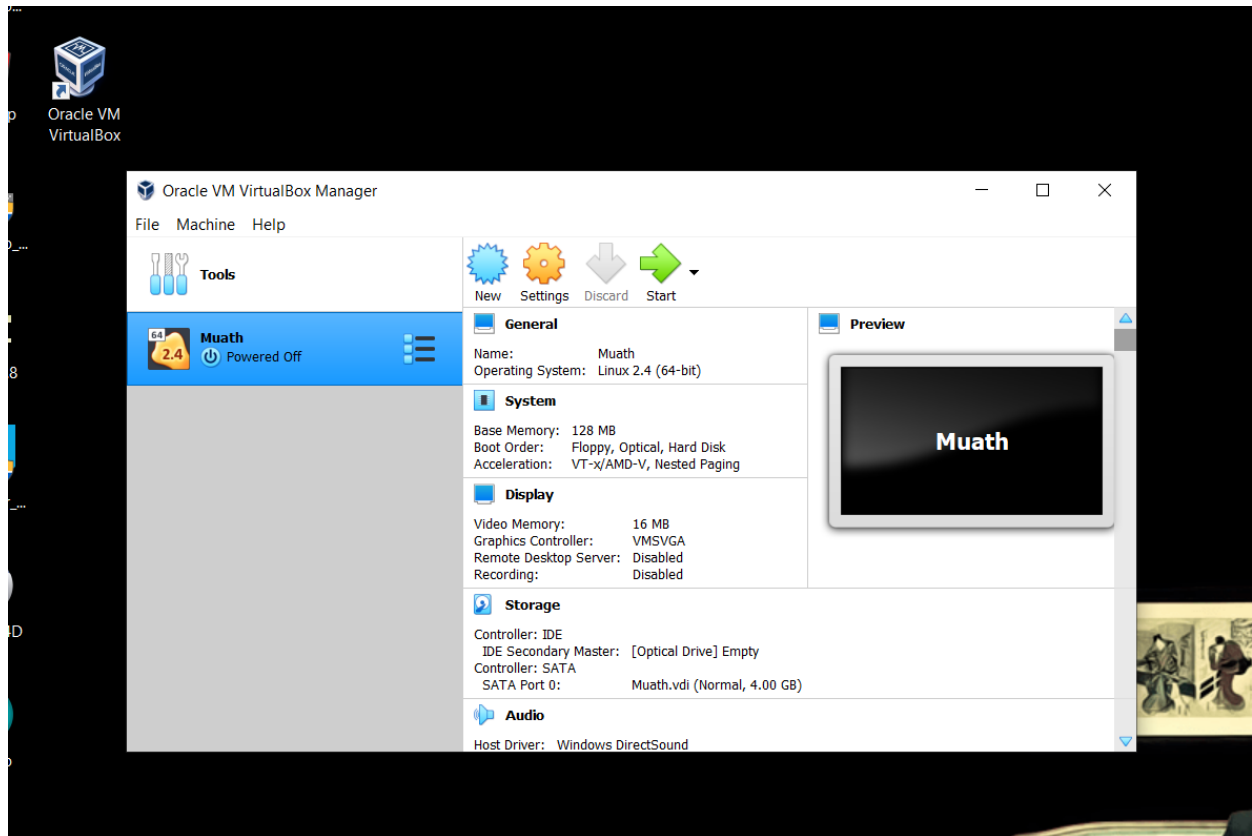 Oracle VM
VirtualBox
Oracle VM VirtualBox Manager
File Machine Help
Tools
New Settings Discard Start
64
2.4
Muath
Powered Off
General
Name: Muath
Operating System: Linux 2.4 (64-bit)
System
Base Memory: 128 MB
Boot Order: Floppy, Optical, Hard Disk
Acceleration: VT-x/AMD-V, Nested Paging
Display
Video Memory: 16 MB
Graphics Controller: VMSVGA
Remote Desktop Server: Disabled
Recording: Disabled
Preview
Muath
Storage
Controller: IDE
IDE Secondary Master: [Optical Drive] Empty
Controller: SATA
SATA Port 0: Muath.vdi (Normal, 4.00 GB)
Audio
Host Driver: Windows DirectSound